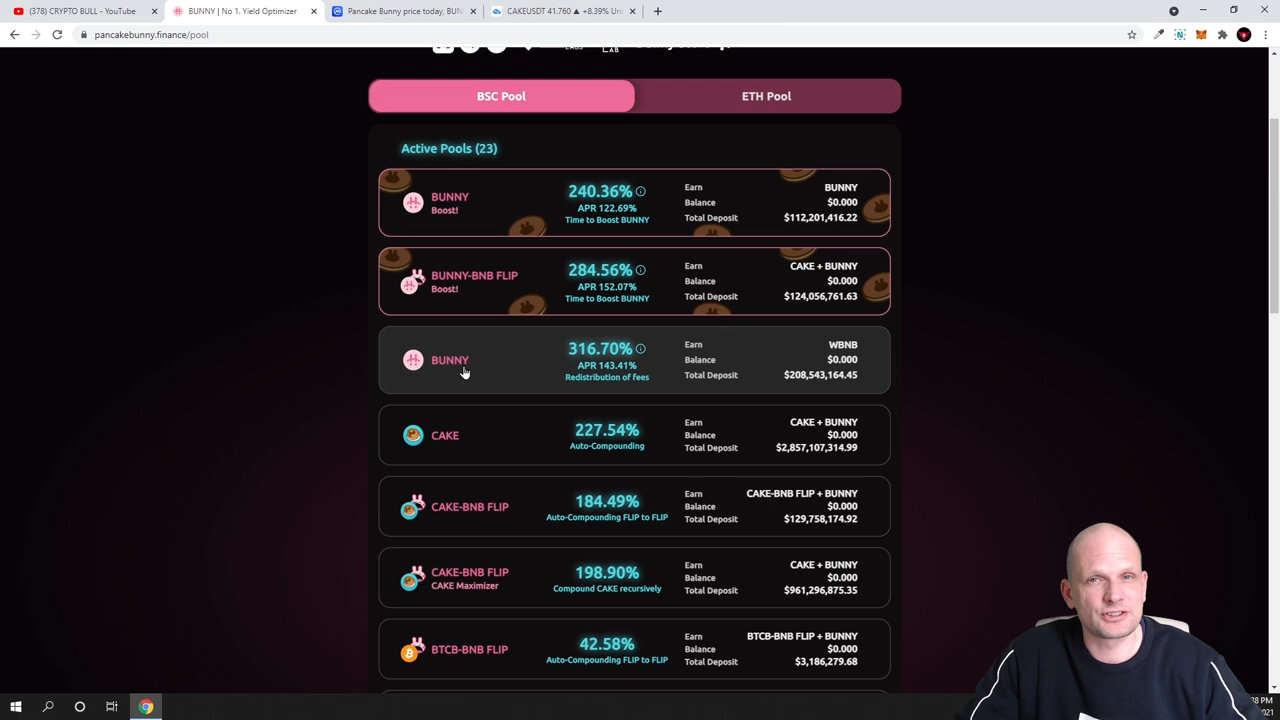 (378) CRYPTO BULL - YouTube
BUNNY | No 1. Yield Optimizer
Pancake Bunny price today, BUN
CAKEUSDT 41.760 ▲ +8.39% Un
pancakebunny.finance/pool
BSC Pool
ETH Pool
Active Pools (23)
BUNNY
Boost!
240.36%
APR 122.69%
Time to Boost BUNNY
Earn BUNNY
Balance $0.000
Total Deposit $112,201,416.22
BUNNY-BNB FLIP
Boost!
284.56%
APR 152.07%
Time to Boost BUNNY
Earn CAKE + BUNNY
Balance $0.000
Total Deposit $124,056,761.63
BUNNY
316.70%
APR 143.41%
Redistribution of fees
Earn WBNB
Balance $0.000
Total Deposit $208,543,164.45
CAKE
227.54%
Auto-Compounding
Earn CAKE + BUNNY
Balance $0.000
Total Deposit $2,857,107,314.99
CAKE-BNB FLIP
184.49%
Auto-Compounding FLIP to FLIP
Earn CAKE-BNB FLIP + BUNNY
Balance $0.000
Total Deposit $129,758,174.92
CAKE-BNB FLIP
CAKE Maximizer
198.90%
Compound CAKE recursively
Earn CAKE + BUNNY
Balance $0.000
Total Deposit $961,296,875.35
BTCB-BNB FLIP
42.58%
Auto-Compounding FLIP to FLIP
Earn BTCB-BNB FLIP + BUNNY
Balance $0.000
Total Deposit $3,186,279.68